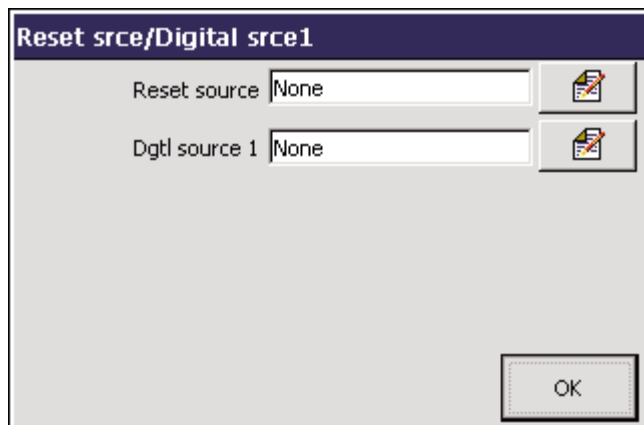 Reset srce/Digital srce1
Reset source None
Dgtl source 1 None
OK